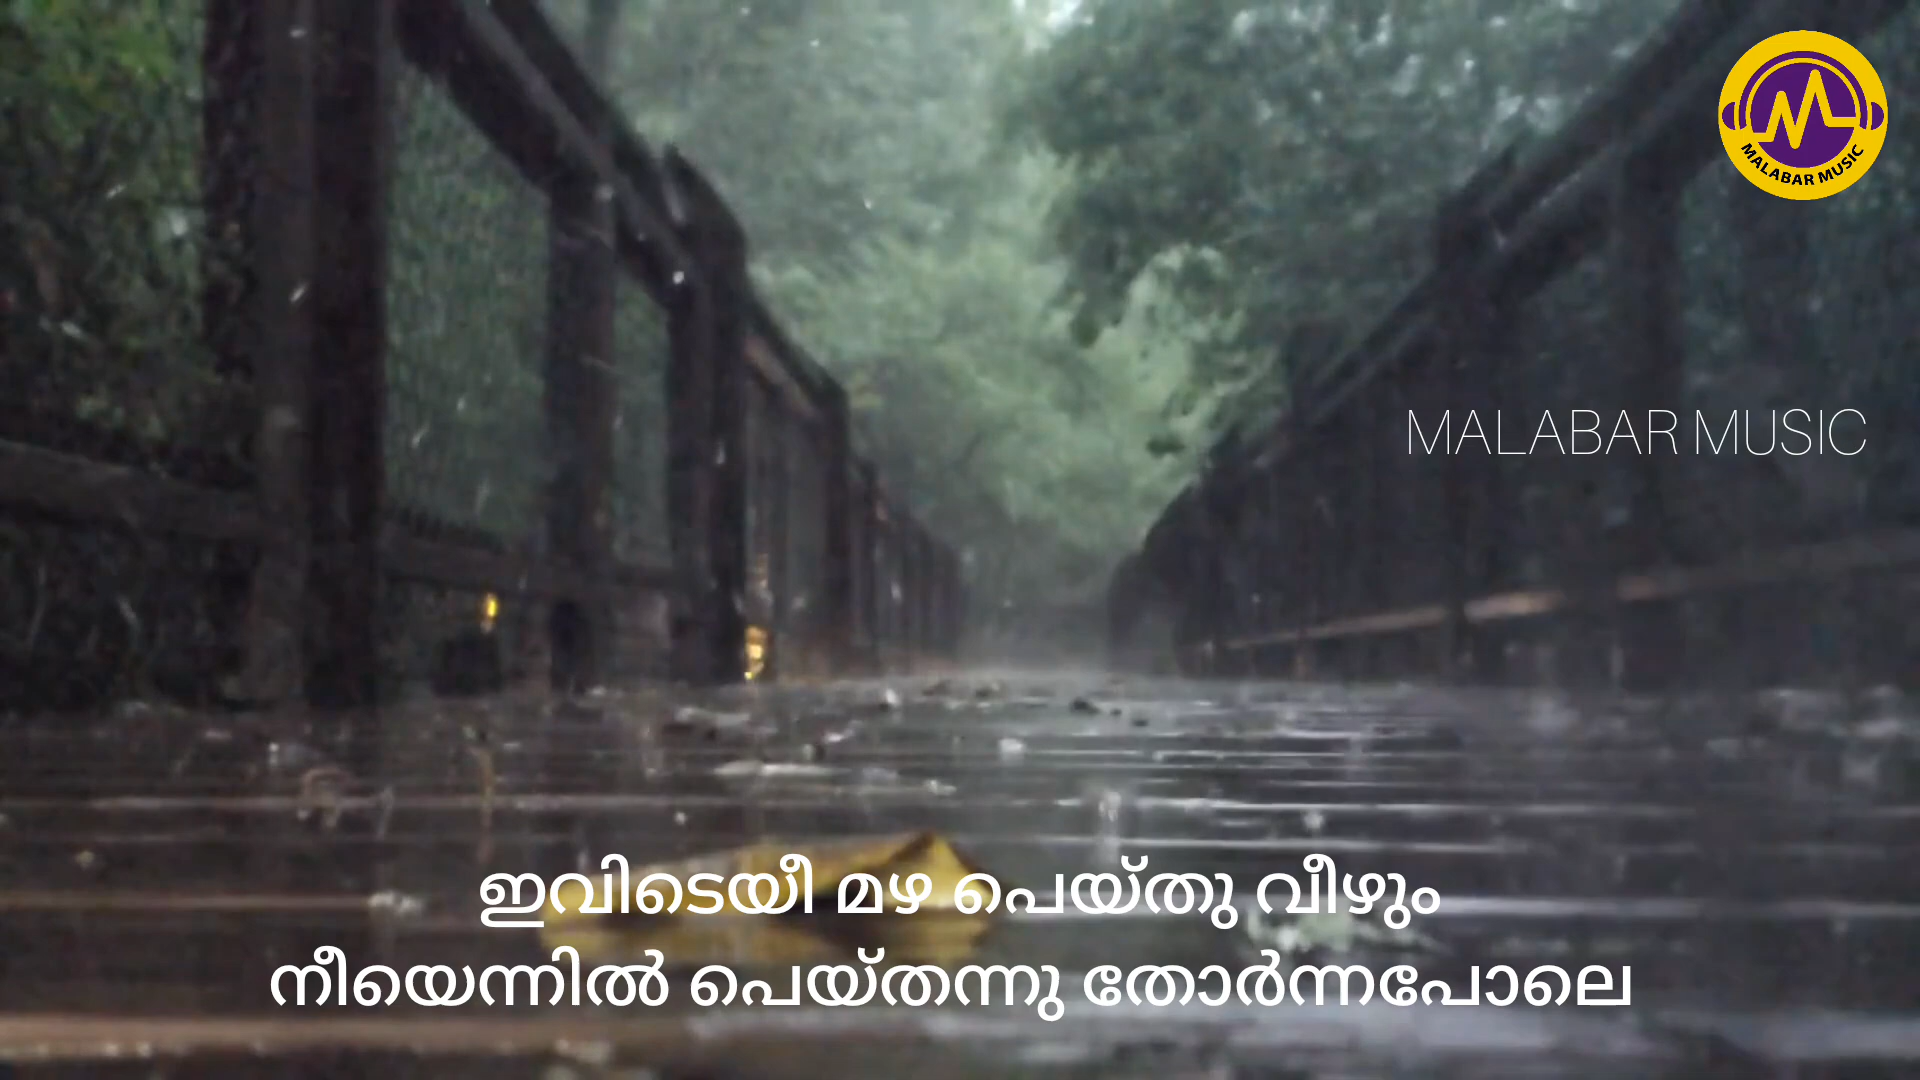 MALABAR MUSIC
MALABAR MUSIC
ഇവിടെയീ മഴ പെയ്തു വീഴും
നീയെന്നിൽ പെയ്തന്നു തോർന്നപോലെ